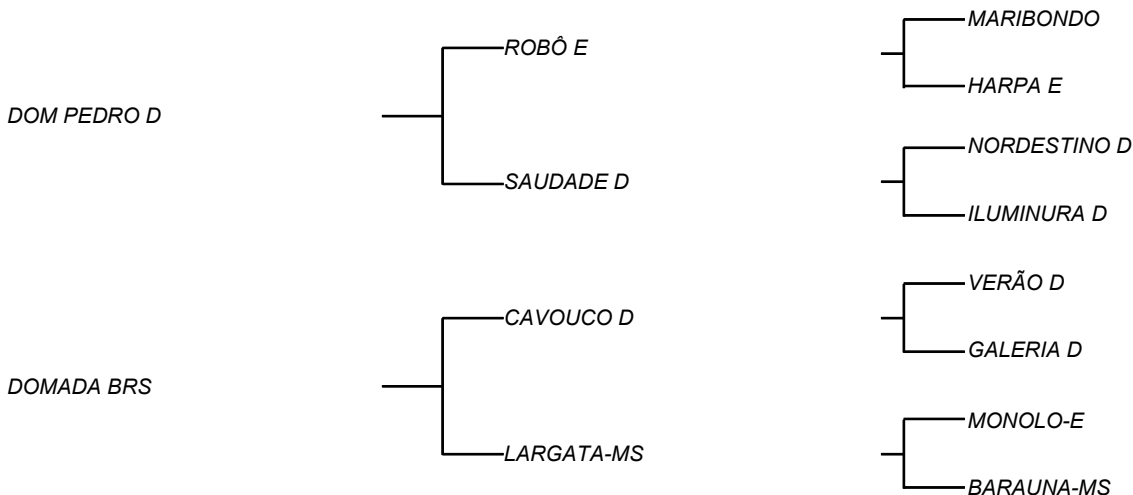 MARIBONDO
ROBÔ E
HARPA E
DOM PEDRO D
NORDESTINO D
SAUDADE D
ILUMINURA D
VERÃO D
CAVOUCO D
GALERIA D
DOMADA BRS
MONOLO-E
LARGATA-MS
BARAUNA-MS